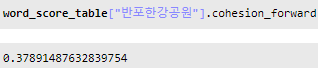 word_score_table["반포한강공원"].cohesion_forward
0.37891487632839754